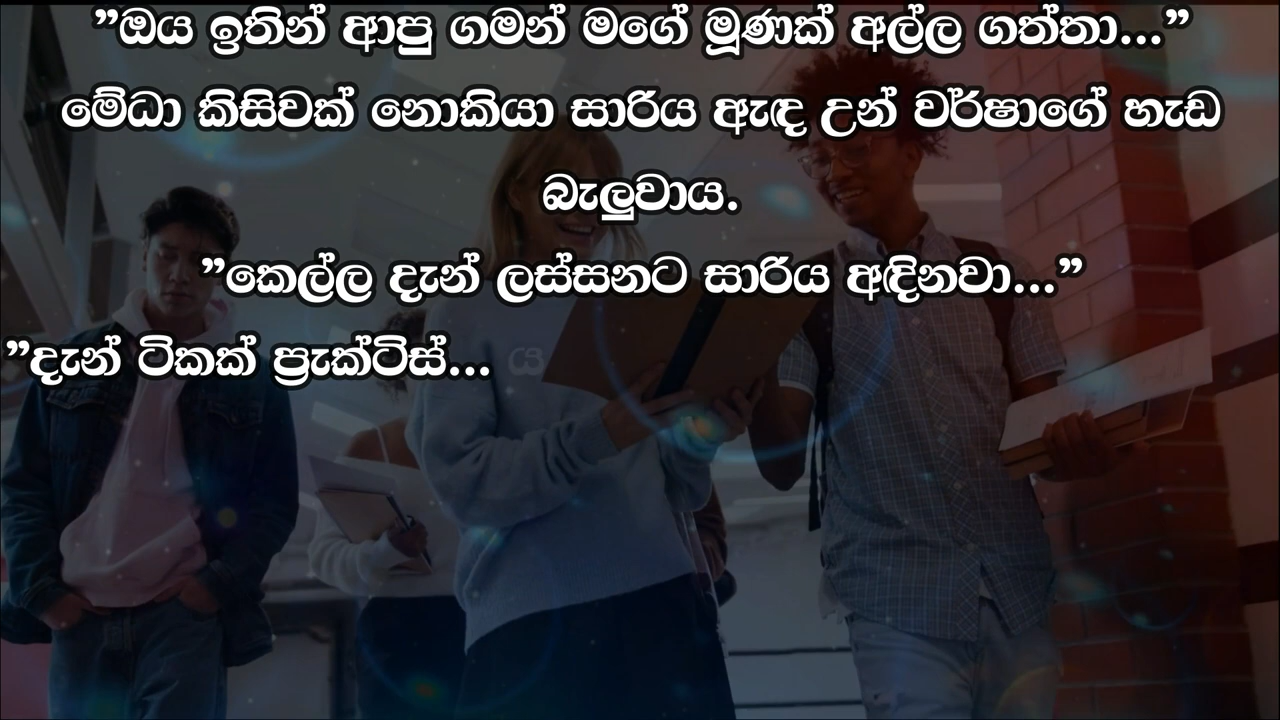 ”ඔය ඉතින් ආපු ගමන් මගේ මූණක් අල්ල ගත්තා...”
මේධා කිසිවක් නොකියා සාරිය ඇඳ උන් වර්ෂාගේ හැඩ
බැලුවාය.
”කෙල්ල දැන් ලස්සනට සාරිය අඳිනවා...”
”දැන් ටිකක් ප්‍රැක්ටිස්... ය